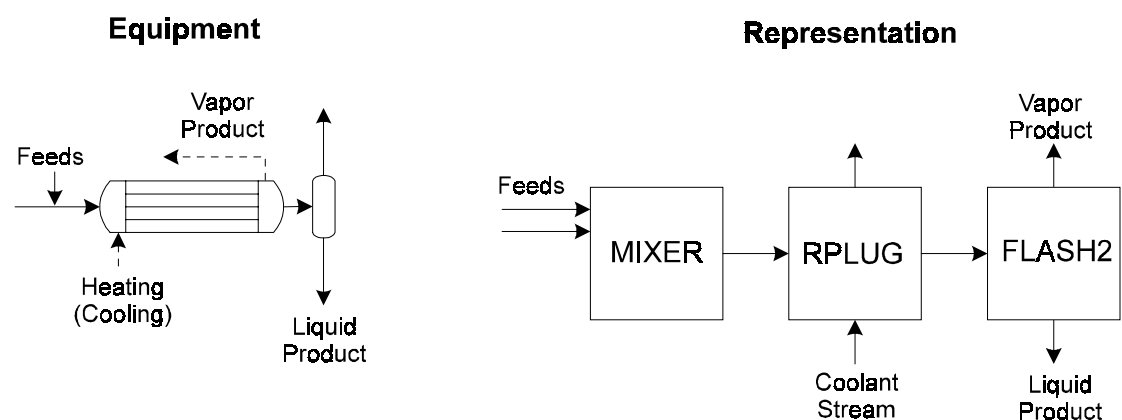 Equipment
Vapor
Product
Feeds
Heating
(Cooling)
Liquid
Product
Representation
Vapor
Product
Feeds
MIXER
RPLUG
FLASH2
Coolant
Stream
Liquid
Product